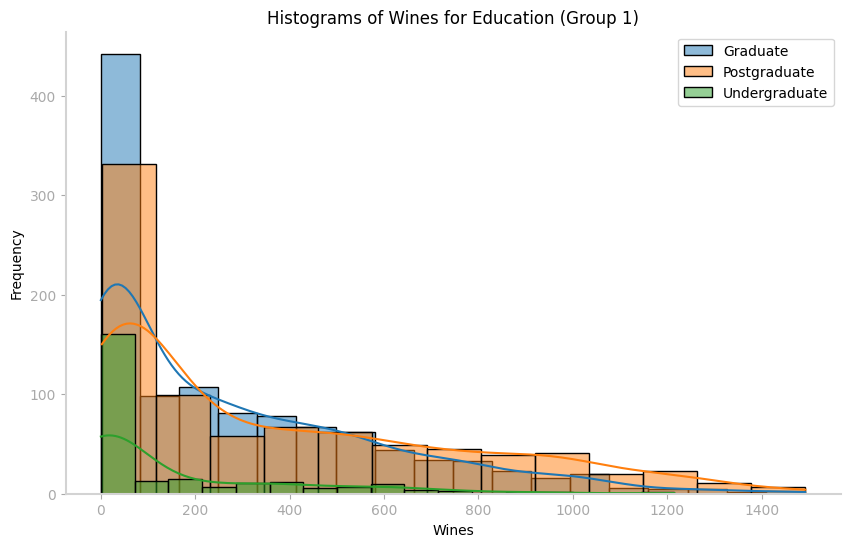 Histograms of Wines for Education (Group 1)
Graduate
Postgraduate
Undergraduate
Frequency
400
300
200
100
0
0 200 400 600 800 1000 1200 1400
Wines